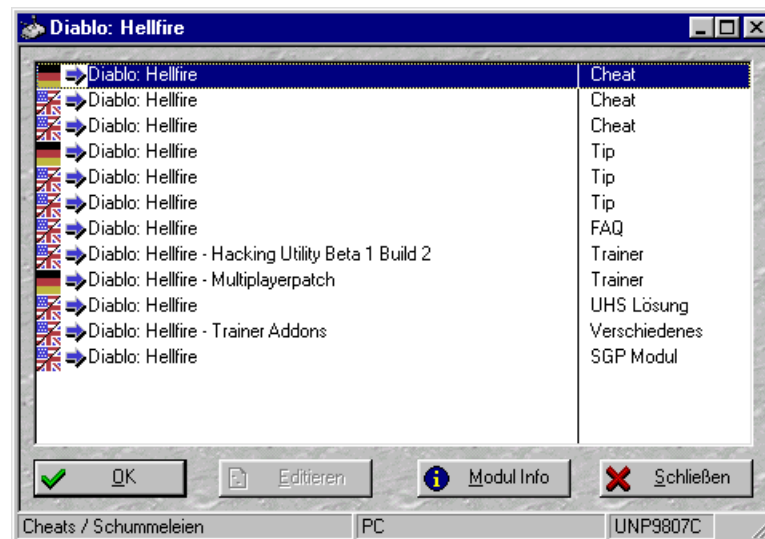 Diablo: Hellfire
Diablo: Hellfire Cheat
Diablo: Hellfire Cheat
Diablo: Hellfire Cheat
Diablo: Hellfire Tip
Diablo: Hellfire Tip
Diablo: Hellfire Tip
Diablo: Hellfire FAQ
Diablo: Hellfire - Hacking Utility Beta 1 Build 2 Trainer
Diablo: Hellfire - Multiplayerpatch Trainer
Diablo: Hellfire UHS Lösung
Diablo: Hellfire - Trainer Addons Verschiedenes
Diablo: Hellfire SGP Modul
OK Editieren Modul Info Schließen
Cheats / Schummeleien PC UNP9807C